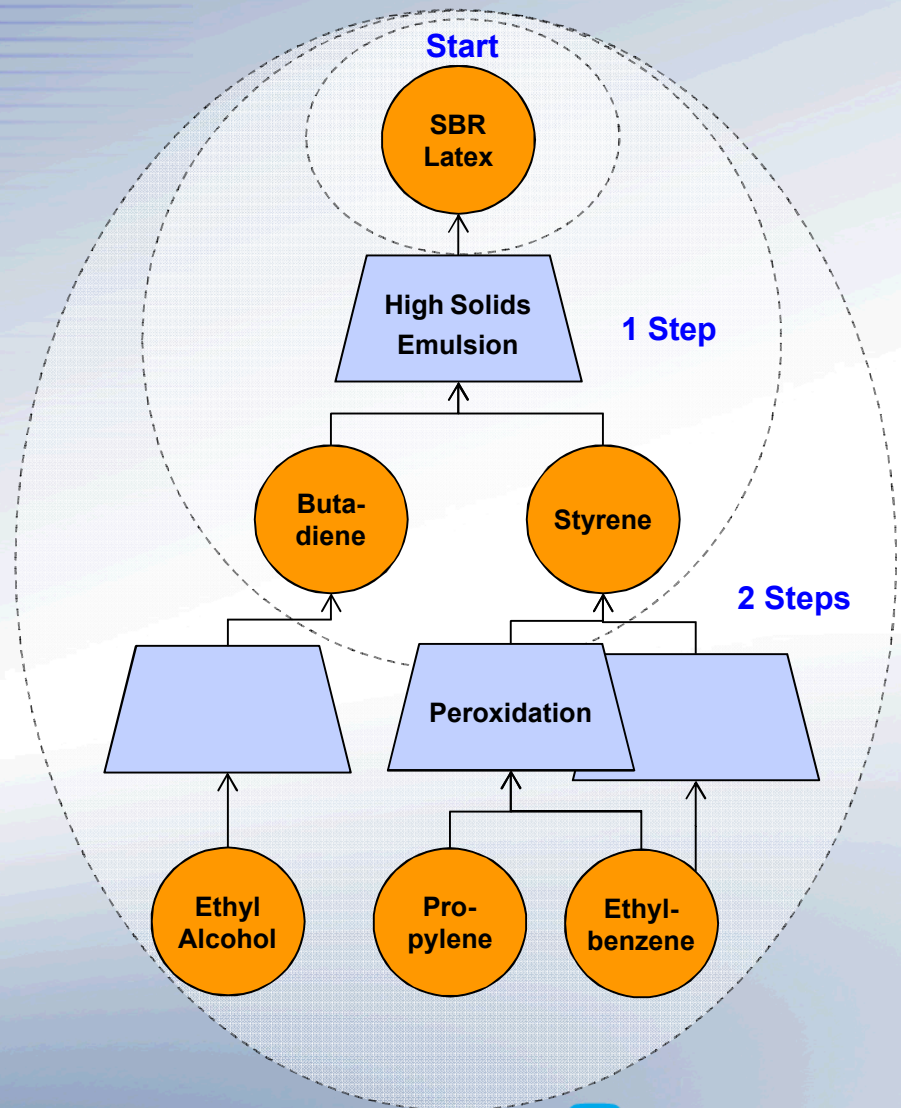 Start
SBR
Latex
High Solids
Emulsion
1 Step
Buta-
diene
Styrene
2 Steps
Peroxidation
Ethyl
Alcohol
Pro-
pylene
Ethyl-
benzene